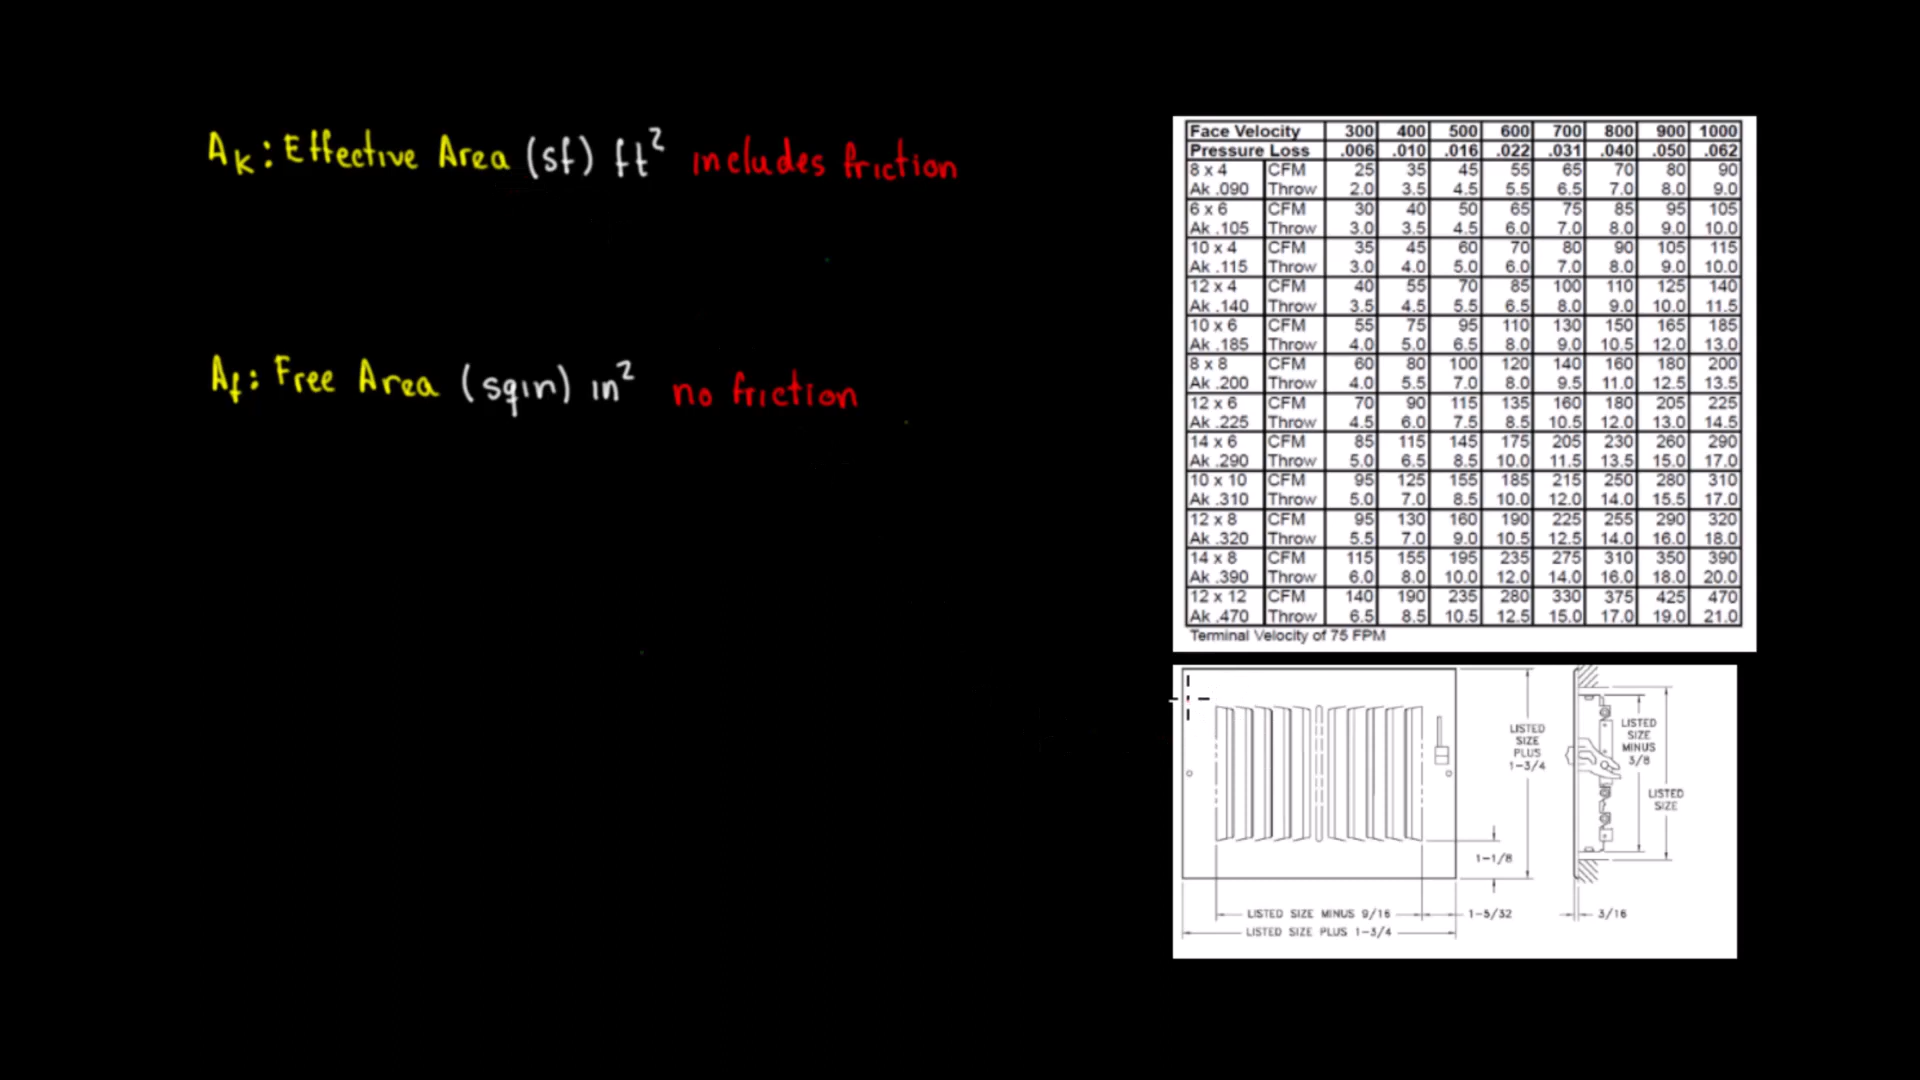 AK: Effective Area (sf) ft² includes friction
Af: Free Area (sqin) in² no friction
Face Velocity 300 400 500 600 700 800 900 1000
Pressure Loss .006 .010 .016 .022 .031 .040 .050 .062
8 x 4 CFM 25 35 45 55 65 70 80 90
Ak .090 Throw 2.0 3.5 4.5 5.5 6.5 7.0 8.0 9.0
6 x 6 CFM 30 40 50 65 75 85 95 105
Ak .105 Throw 3.0 3.5 4.5 6.0 7.0 8.0 9.0 10.0
10 x 4 CFM 35 45 60 70 80 90 105 115
Ak .115 Throw 3.0 4.0 5.0 6.0 7.0 8.0 9.0 10.0
12 x 4 CFM 40 55 70 85 100 110 125 140
Ak .140 Throw 3.5 4.5 5.5 6.5 8.0 9.0 10.0 11.5
10 x 6 CFM 55 75 95 110 130 150 165 185
Ak .185 Throw 4.0 5.0 6.5 8.0 9.0 10.5 12.0 13.0
8 x 8 CFM 60 80 100 120 140 160 180 200
Ak .200 Throw 4.0 5.5 7.0 8.0 9.5 11.0 12.5 13.5
12 x 6 CFM 70 90 115 135 160 180 205 225
Ak .225 Throw 4.5 6.0 7.5 8.5 10.5 12.0 13.0 14.5
14 x 6 CFM 85 115 145 175 205 230 260 290
Ak .290 Throw 5.0 6.5 8.5 10.0 11.5 13.5 15.0 17.0
10 x 10 CFM 95 125 155 185 215 250 280 310
Ak .310 Throw 5.0 7.0 8.5 10.0 12.0 14.0 15.5 17.0
12 x 8 CFM 95 130 160 190 225 255 290 320
Ak .320 Throw 5.5 7.0 9.0 10.5 12.5 14.0 16.0 18.0
14 x 8 CFM 115 155 195 235 275 310 350 390
Ak .390 Throw 6.0 8.0 10.0 12.0 14.0 16.0 18.0 20.0
12 x 12 CFM 140 190 235 280 330 375 425 470
Ak .470 Throw 6.5 8.5 10.5 12.5 15.0 17.0 19.0 21.0
Terminal Velocity of 75 FPM
LISTED
SIZE
PLUS
1-3/4
LISTED
SIZE
MINUS
3/8
LISTED
SIZE
1-1/8
LISTED SIZE MINUS 9/16
1-5/32
3/16
LISTED SIZE PLUS 1-3/4